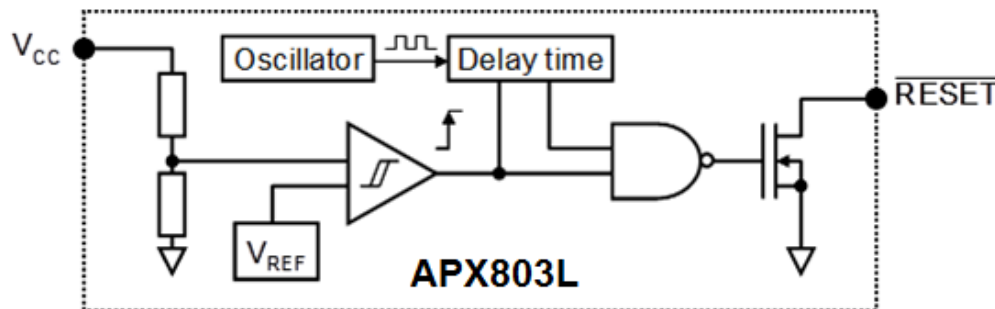 VCC
Oscillator
Delay time
RESET
VREF
APX803L